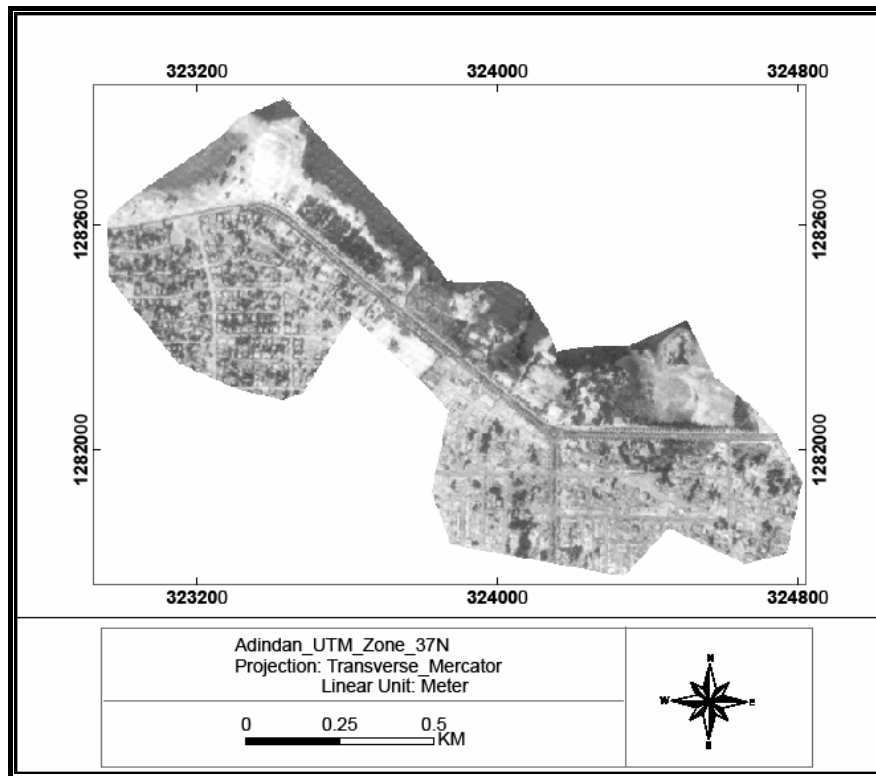 323200 324000 324800
1282600 1282600
1282000 1282000
323200 324000 324800
Adindan_UTM_Zone_37N
Projection: Transverse_Mercator
Linear Unit: Meter
0 0.25 0.5
KM
N
W E
S